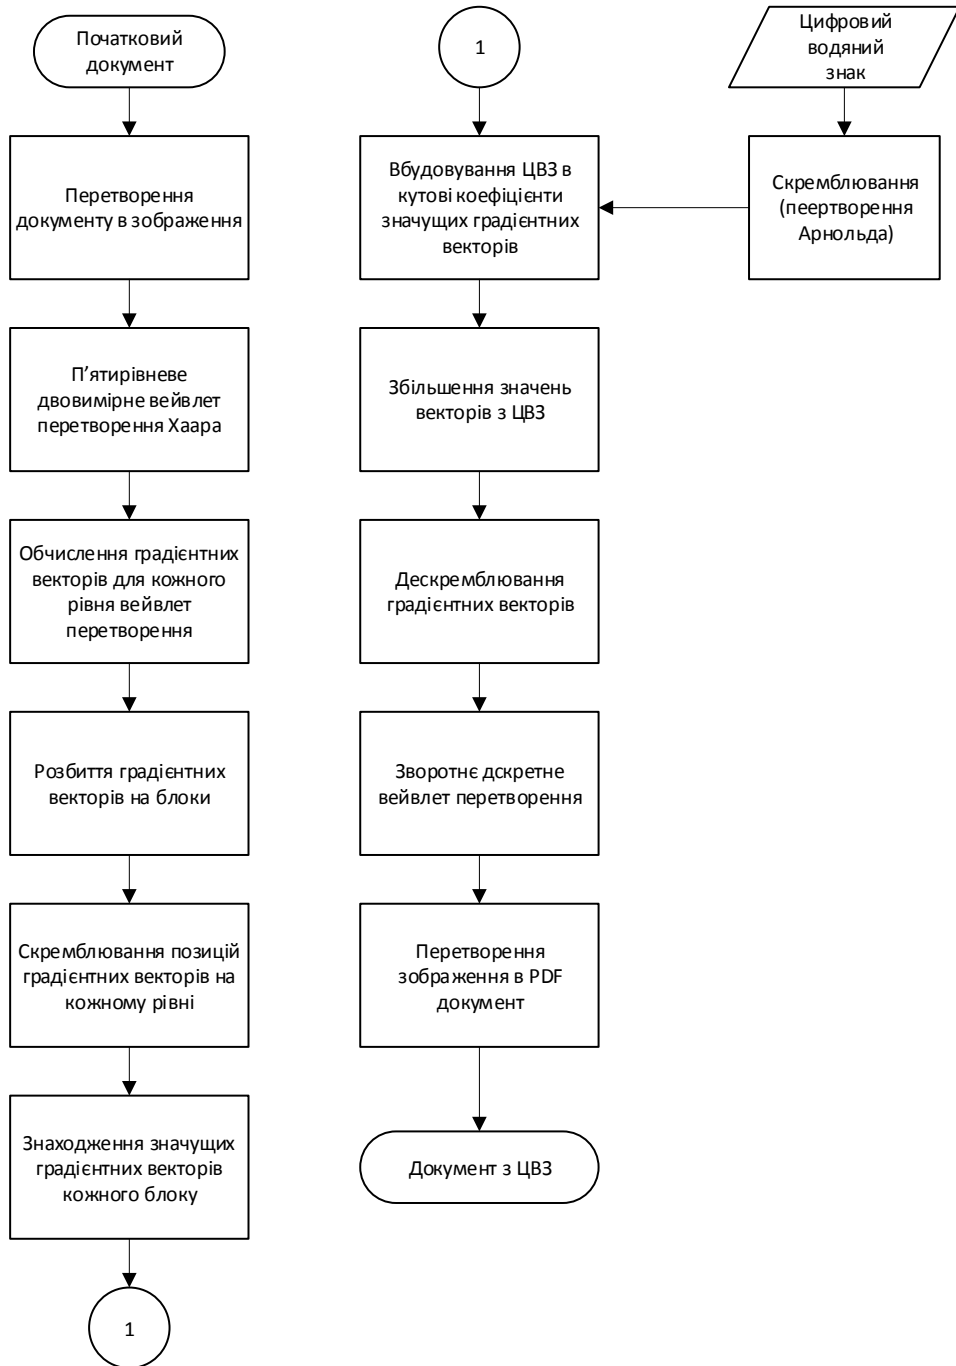 Початковий
документ
Перетворення
документу в зображення
П’ятирівневе
двовимірне вейвлет
перетворення Хаара
Обчислення градієнтних
векторів для кожного
рівня вейвлет
перетворення
Розбиття градієнтних
векторів на блоки
Скремблювання позицій
градієнтних векторів на
кожному рівні
Знаходження значущих
градієнтних векторів
кожного блоку
1
1
Вбудовування ЦВЗ в
кутові коефіцієнти
значущих градієнтних
векторів
Збільшення значень
векторів з ЦВЗ
Дескремблювання
градієнтних векторів
Зворотнє дскретне
вейвлет перетворення
Перетворення
зображення в PDF
документ
Документ з ЦВЗ
Цифровий
водяний
знак
Скремблювання
(пеертворення
Арнольда)